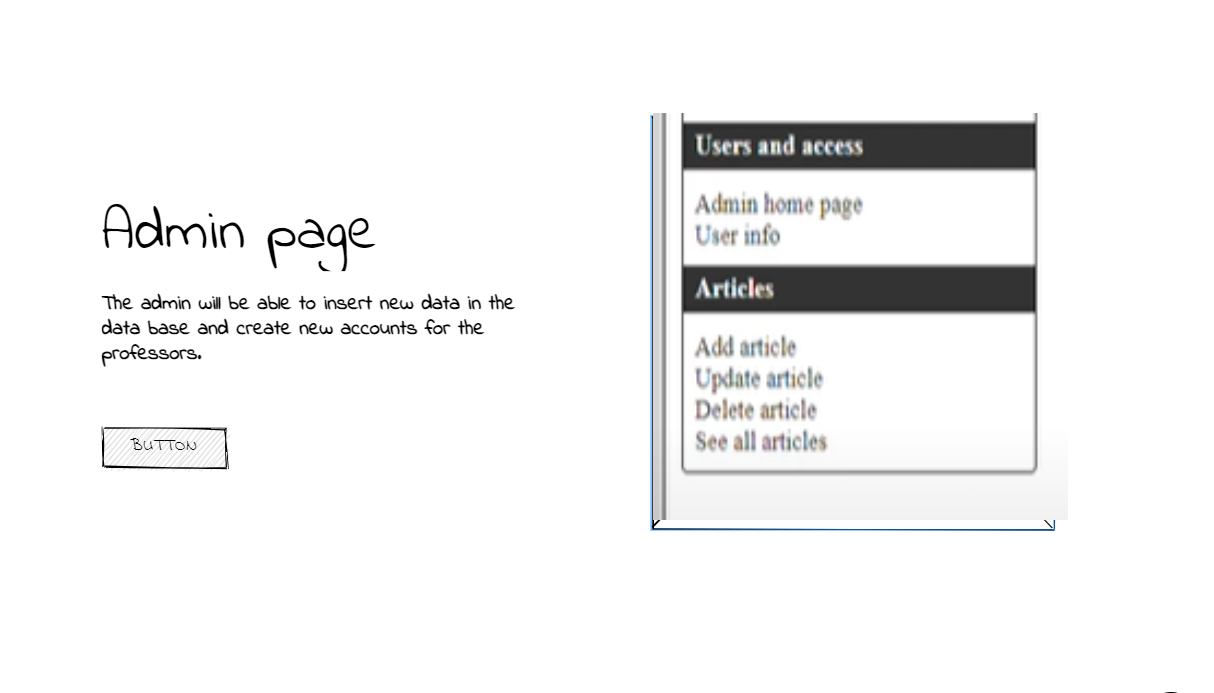 Admin page
The admin will be able to insert new data in the
data base and create new accounts for the
professors.
BUTTON
Users and access
Admin home page
User info
Articles
Add article
Update article
Delete article
See all articles